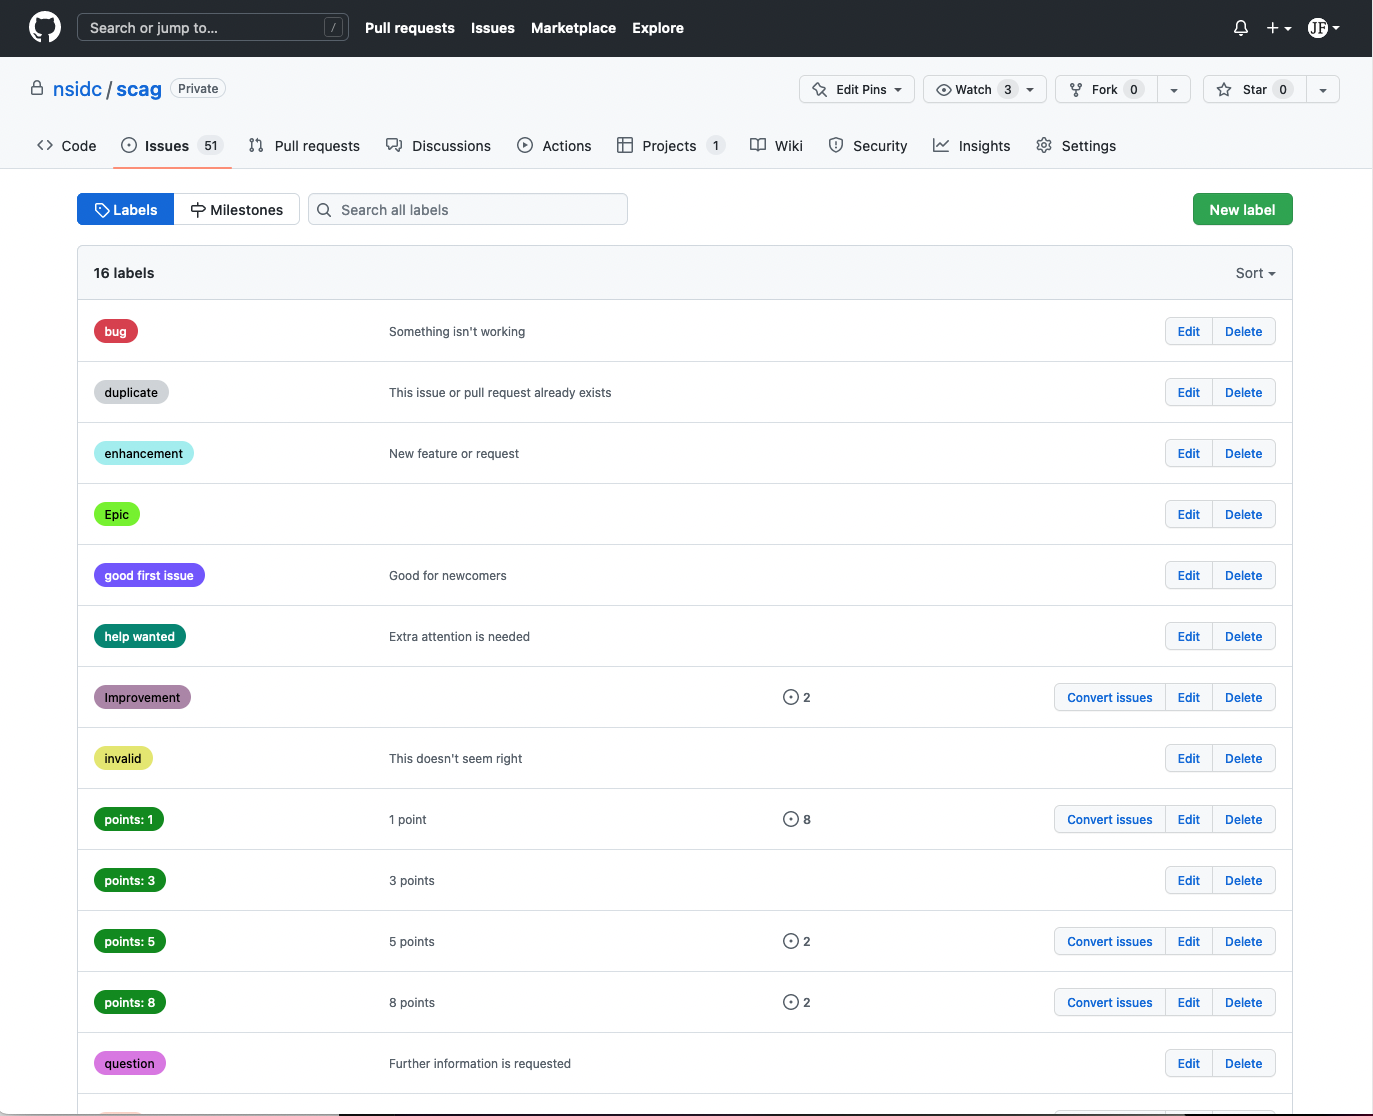 Search or jump to... / Pull requests Issues Marketplace Explore JF
nsidc / scag Private Edit Pins Watch 3 Fork 0 Star 0
Code Issues 51 Pull requests Discussions Actions Projects 1 Wiki Security Insights Settings
Labels Milestones Search all labels New label
16 labels Sort
bug Something isn't working Edit Delete
duplicate This issue or pull request already exists Edit Delete
enhancement New feature or request Edit Delete
Epic Edit Delete
good first issue Good for newcomers Edit Delete
help wanted Extra attention is needed Edit Delete
Improvement 2 Convert issues Edit Delete
invalid This doesn't seem right Edit Delete
points: 1 1 point 8 Convert issues Edit Delete
points: 3 3 points Edit Delete
points: 5 5 points 2 Convert issues Edit Delete
points: 8 8 points 2 Convert issues Edit Delete
question Further information is requested Edit Delete